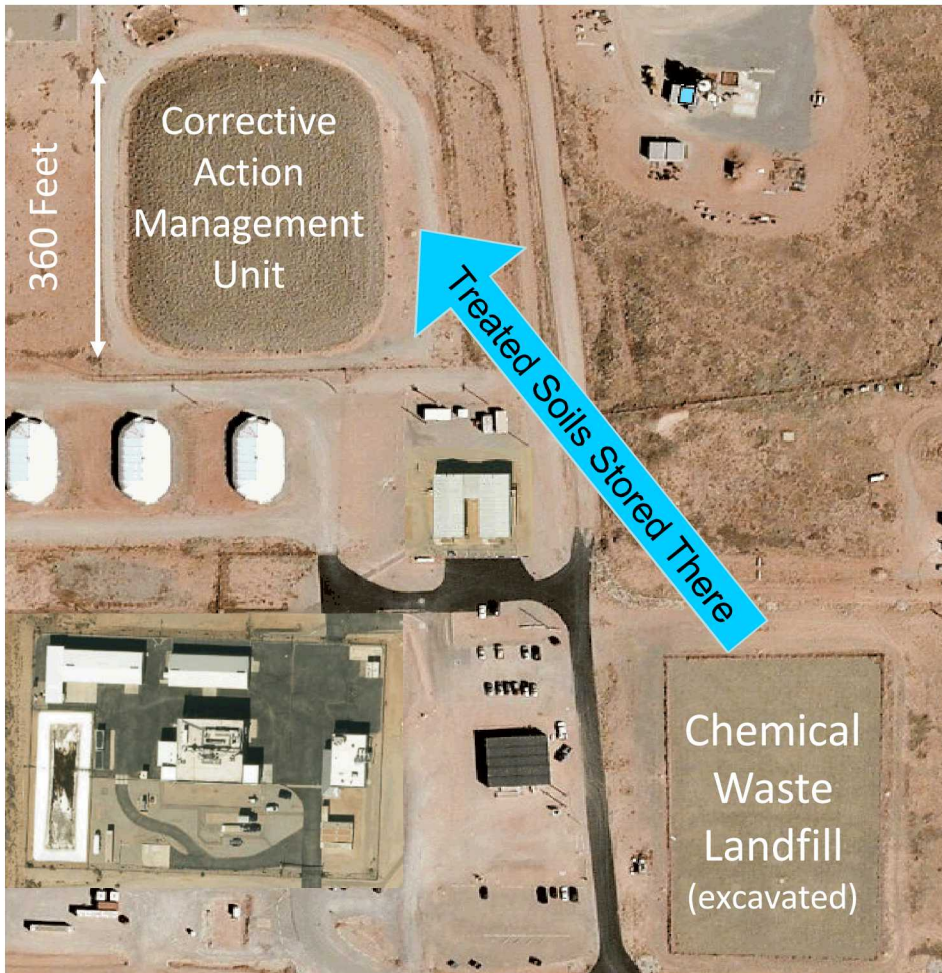 Corrective
Action
Management
Unit
360 Feet
Treated Soils Stored There
Chemical
Waste
Landfill
(excavated)